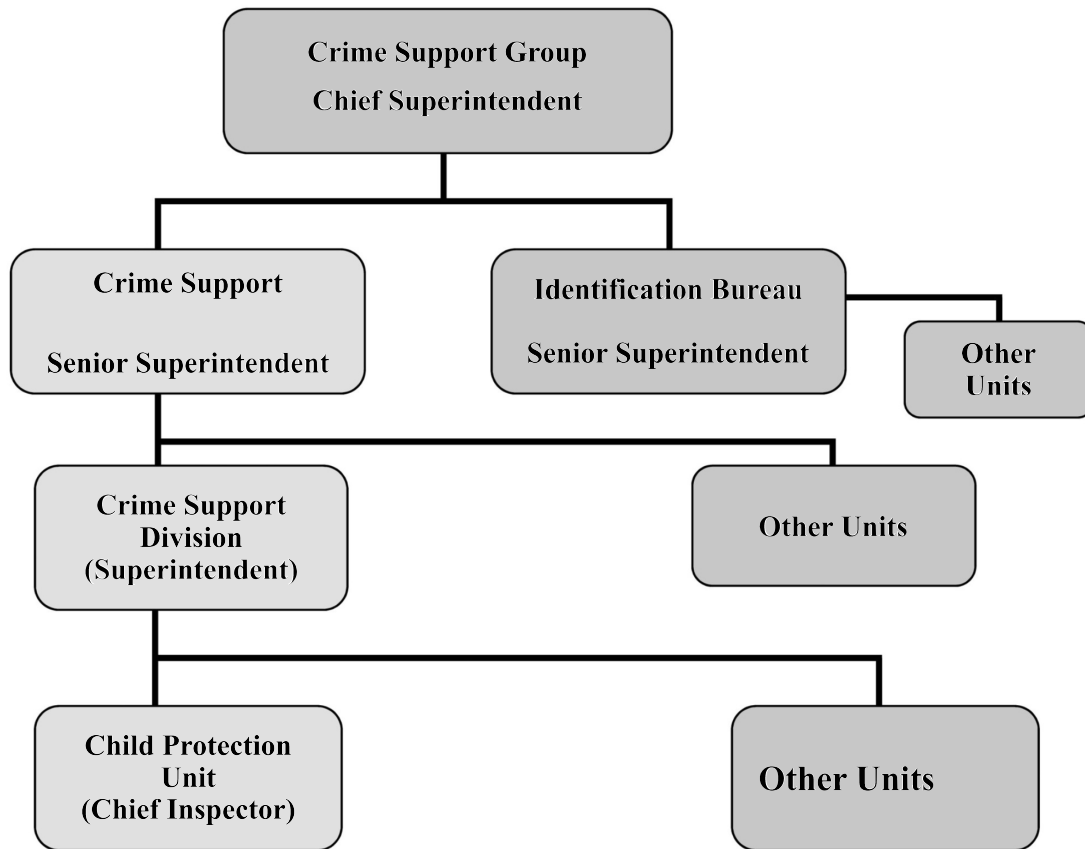 Crime Support Group
Chief Superintendent
Crime Support
Senior Superintendent
Identification Bureau
Senior Superintendent
Other
Units
Crime Support
Division
(Superintendent)
Other Units
Child Protection
Unit
(Chief Inspector)
Other Units